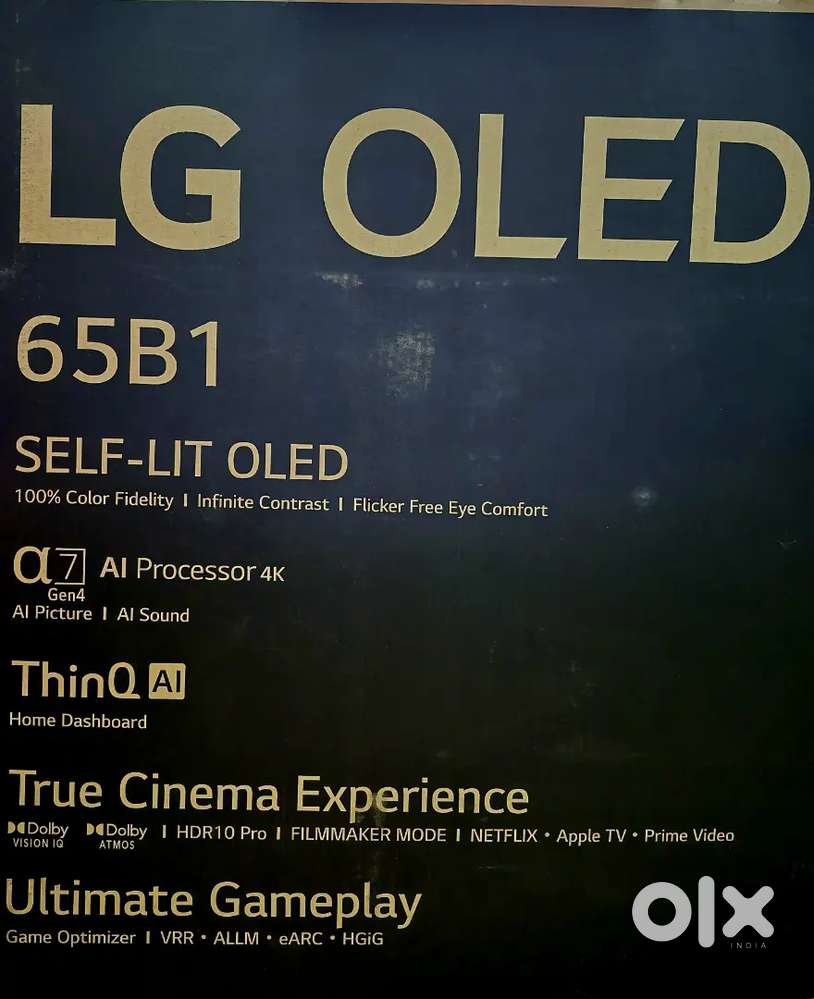 LG OLED
65B1
SELF-LIT OLED
100% Color Fidelity I Infinite Contrast I Flicker Free Eye Comfort
α7 AI Processor 4K
Gen4
AI Picture I AI Sound
ThinQ AI
Home Dashboard
True Cinema Experience
Dolby VISION IQ Dolby ATMOS I HDR10 Pro I FILMMAKER MODE I NETFLIX • Apple TV • Prime Video
Ultimate Gameplay
Game Optimizer I VRR • ALLM • eARC • HGiG
olx
INDIA